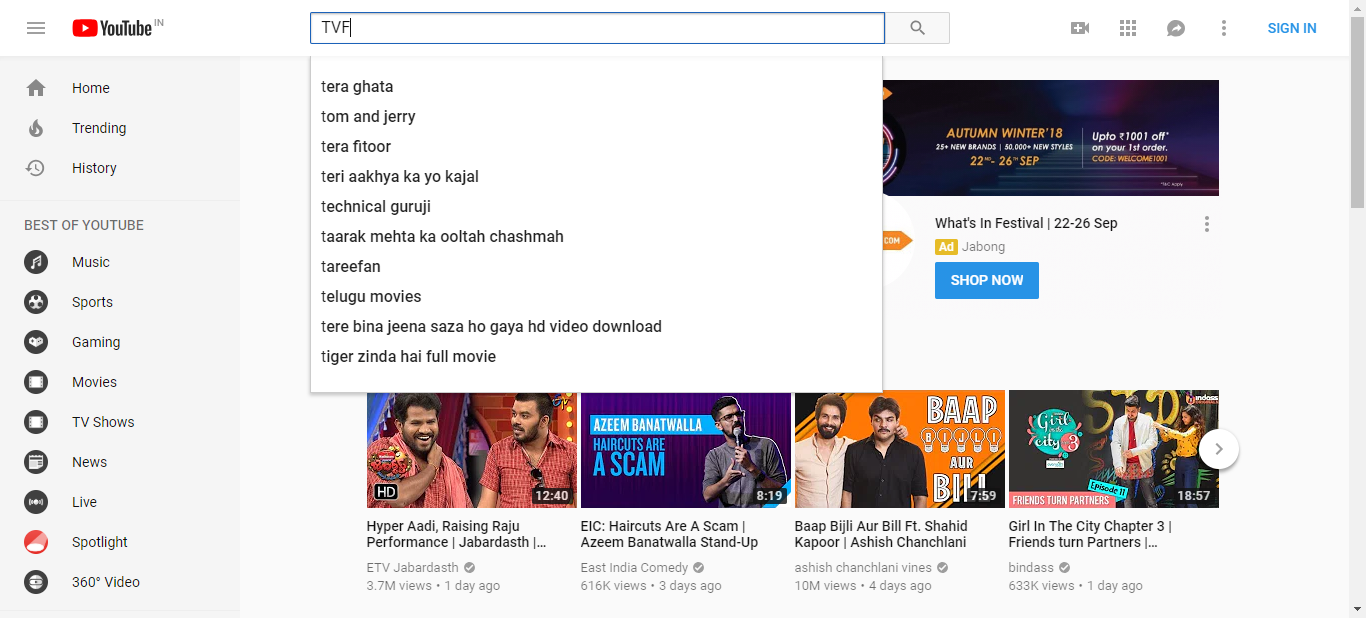 YouTube IN
TVF
SIGN IN
Home
Trending
History
BEST OF YOUTUBE
Music
Sports
Gaming
Movies
TV Shows
News
Live
Spotlight
360° Video
tera ghata
tom and jerry
tera fitoor
teri aakhya ka yo kajal
technical guruji
taarak mehta ka ooltah chashmah
tareefan
telugu movies
tere bina jeena saza ho gaya hd video download
tiger zinda hai full movie
AUTUMN WINTER'18
25+ NEW BRANDS | 50,000+ NEW STYLES
22ND- 26TH SEP
Upto ₹1001 off*
on your 1st order.
CODE: WELCOME1001
*T&C Apply
.COM
What's In Festival | 22-26 Sep
Ad Jabong
SHOP NOW
HD
12:40
AZEEM BANATWALLA
HAIRCUTS ARE
A SCAM
8:19
BAAP
BIJLI
AUR
BILL
7:59
Girl
in the
city 3
bindass
Episode 11
FRIENDS TURN PARTNERS
18:57
Hyper Aadi, Raising Raju
Performance | Jabardasth |...
ETV Jabardasth
3.7M views • 1 day ago
EIC: Haircuts Are A Scam |
Azeem Banatwalla Stand-Up
East India Comedy
616K views • 3 days ago
Baap Bijli Aur Bill Ft. Shahid
Kapoor | Ashish Chanchlani
ashish chanchlani vines
10M views • 4 days ago
Girl In The City Chapter 3 |
Friends turn Partners |...
bindass
633K views • 1 day ago